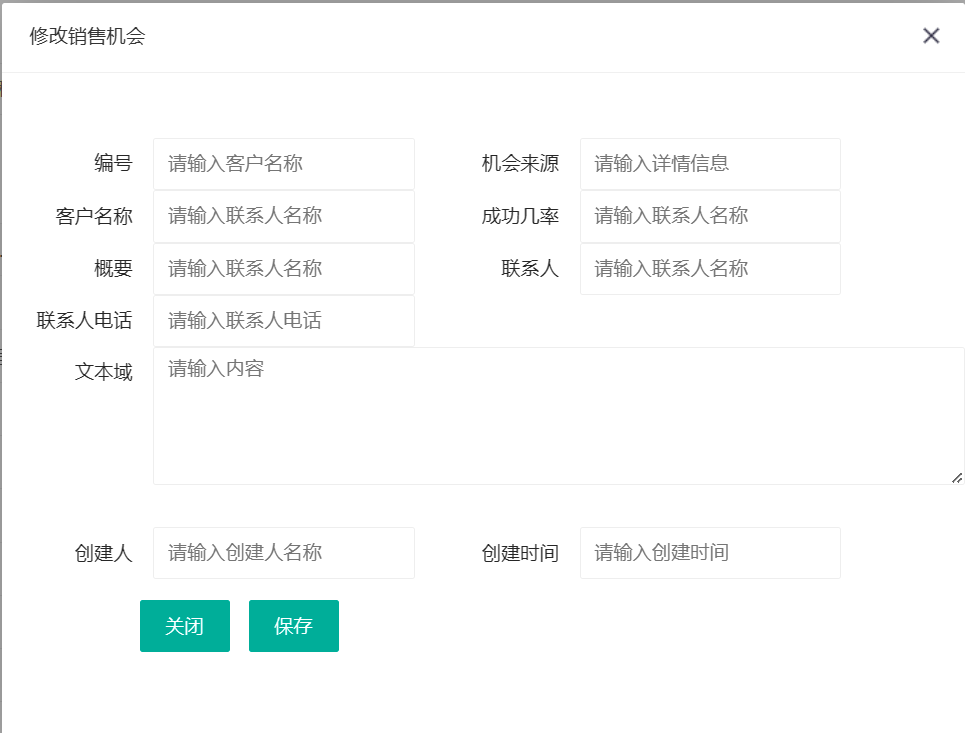 修改销售机会
编号 请输入客户名称 机会来源 请输入详情信息
客户名称 请输入联系人名称 成功几率 请输入联系人名称
概要 请输入联系人名称 联系人 请输入联系人名称
联系人电话 请输入联系人电话
文本域 请输入内容
创建人 请输入创建人名称 创建时间 请输入创建时间
关闭 保存